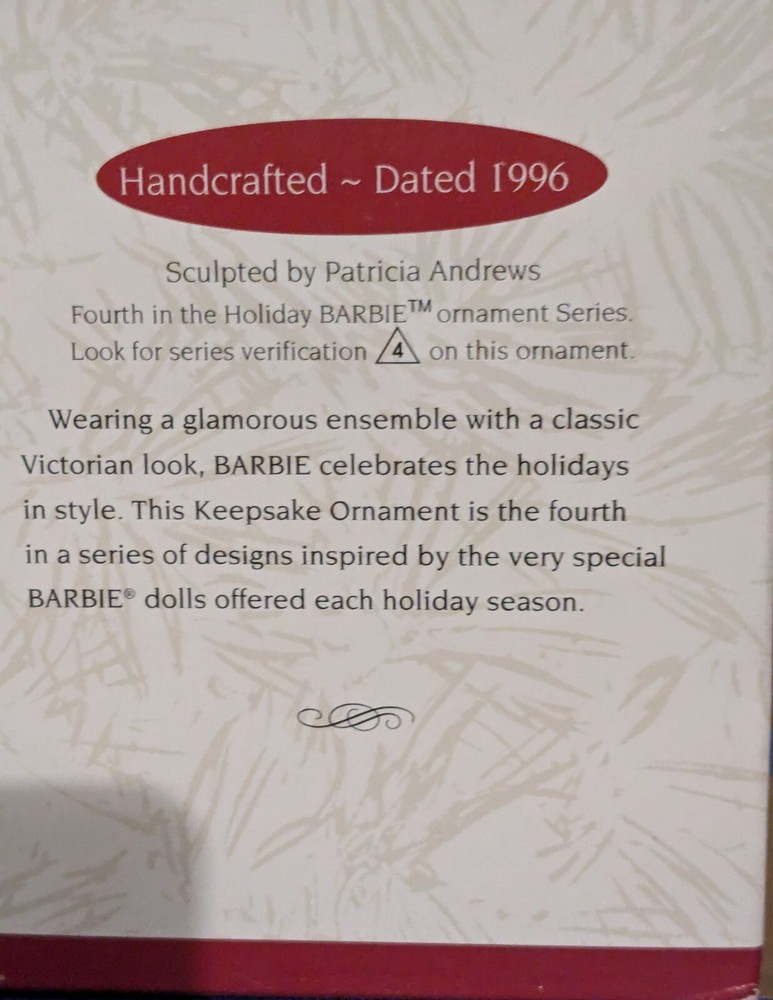 Handcrafted ~ Dated 1996
Sculpted by Patricia Andrews
Fourth in the Holiday BARBIE™ ornament Series.
Look for series verification 4 on this ornament.
Wearing a glamorous ensemble with a classic
Victorian look, BARBIE celebrates the holidays
in style. This Keepsake Ornament is the fourth
in a series of designs inspired by the very special
BARBIE® dolls offered each holiday season.